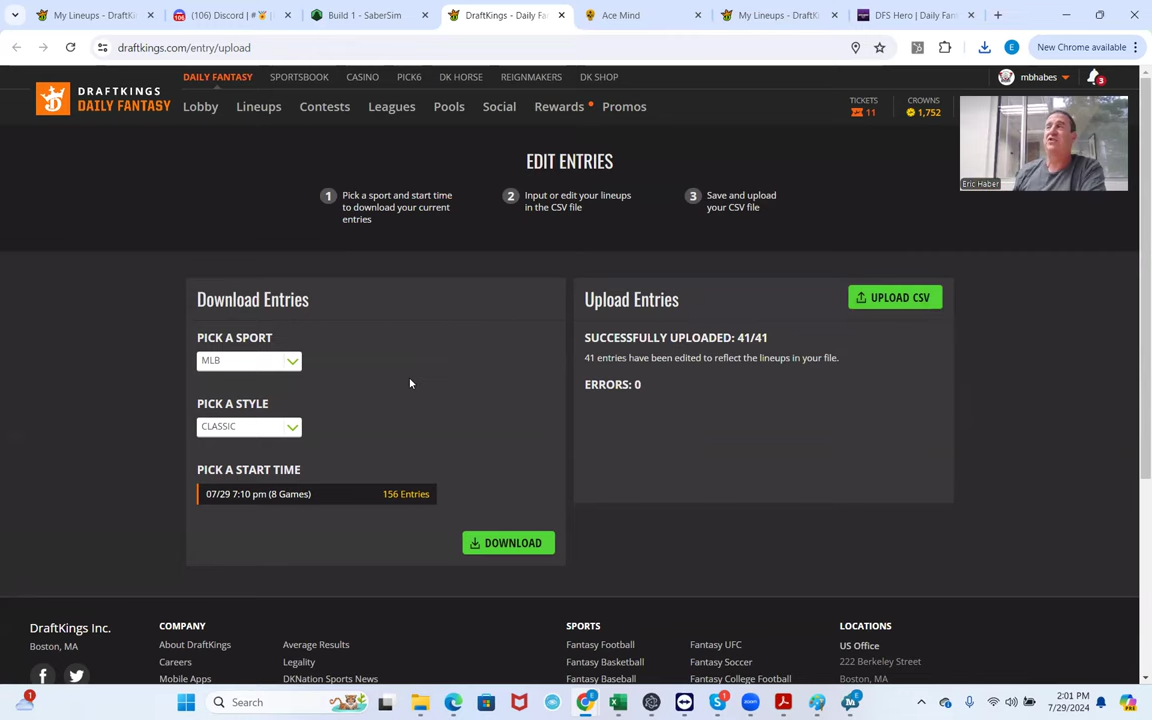 My Lineups - DraftKi
(106) Discord | #
Build 1 - SaberSim
DraftKings - Daily Fa
Ace Mind
My Lineups - DraftKi
DFS Hero | Daily Fan
draftkings.com/entry/upload
E
New Chrome available
DAILY FANTASY
SPORTSBOOK
CASINO
PICK6
DK HORSE
REIGNMAKERS
DK SHOP
mbhabes
3
DRAFTKINGS
DAILY FANTASY
Lobby
Lineups
Contests
Leagues
Pools
Social
Rewards
Promos
TICKETS
11
CROWNS
1,752
Eric Haber
EDIT ENTRIES
1
Pick a sport and start time
to download your current
entries
2
Input or edit your lineups
in the CSV file
3
Save and upload
your CSV file
Download Entries
PICK A SPORT
MLB
PICK A STYLE
CLASSIC
PICK A START TIME
07/29 7:10 pm (8 Games)
156 Entries
DOWNLOAD
Upload Entries
UPLOAD CSV
SUCCESSFULLY UPLOADED: 41/41
41 entries have been edited to reflect the lineups in your file.
ERRORS: 0
DraftKings Inc.
Boston, MA
COMPANY
About DraftKings
Careers
Mobile Apps
Average Results
Legality
DKNation Sports News
SPORTS
Fantasy Football
Fantasy Basketball
Fantasy Baseball
Fantasy UFC
Fantasy Soccer
Fantasy College Football
LOCATIONS
US Office
222 Berkeley Street
Boston, MA
1
Search
2:01 PM
7/29/2024